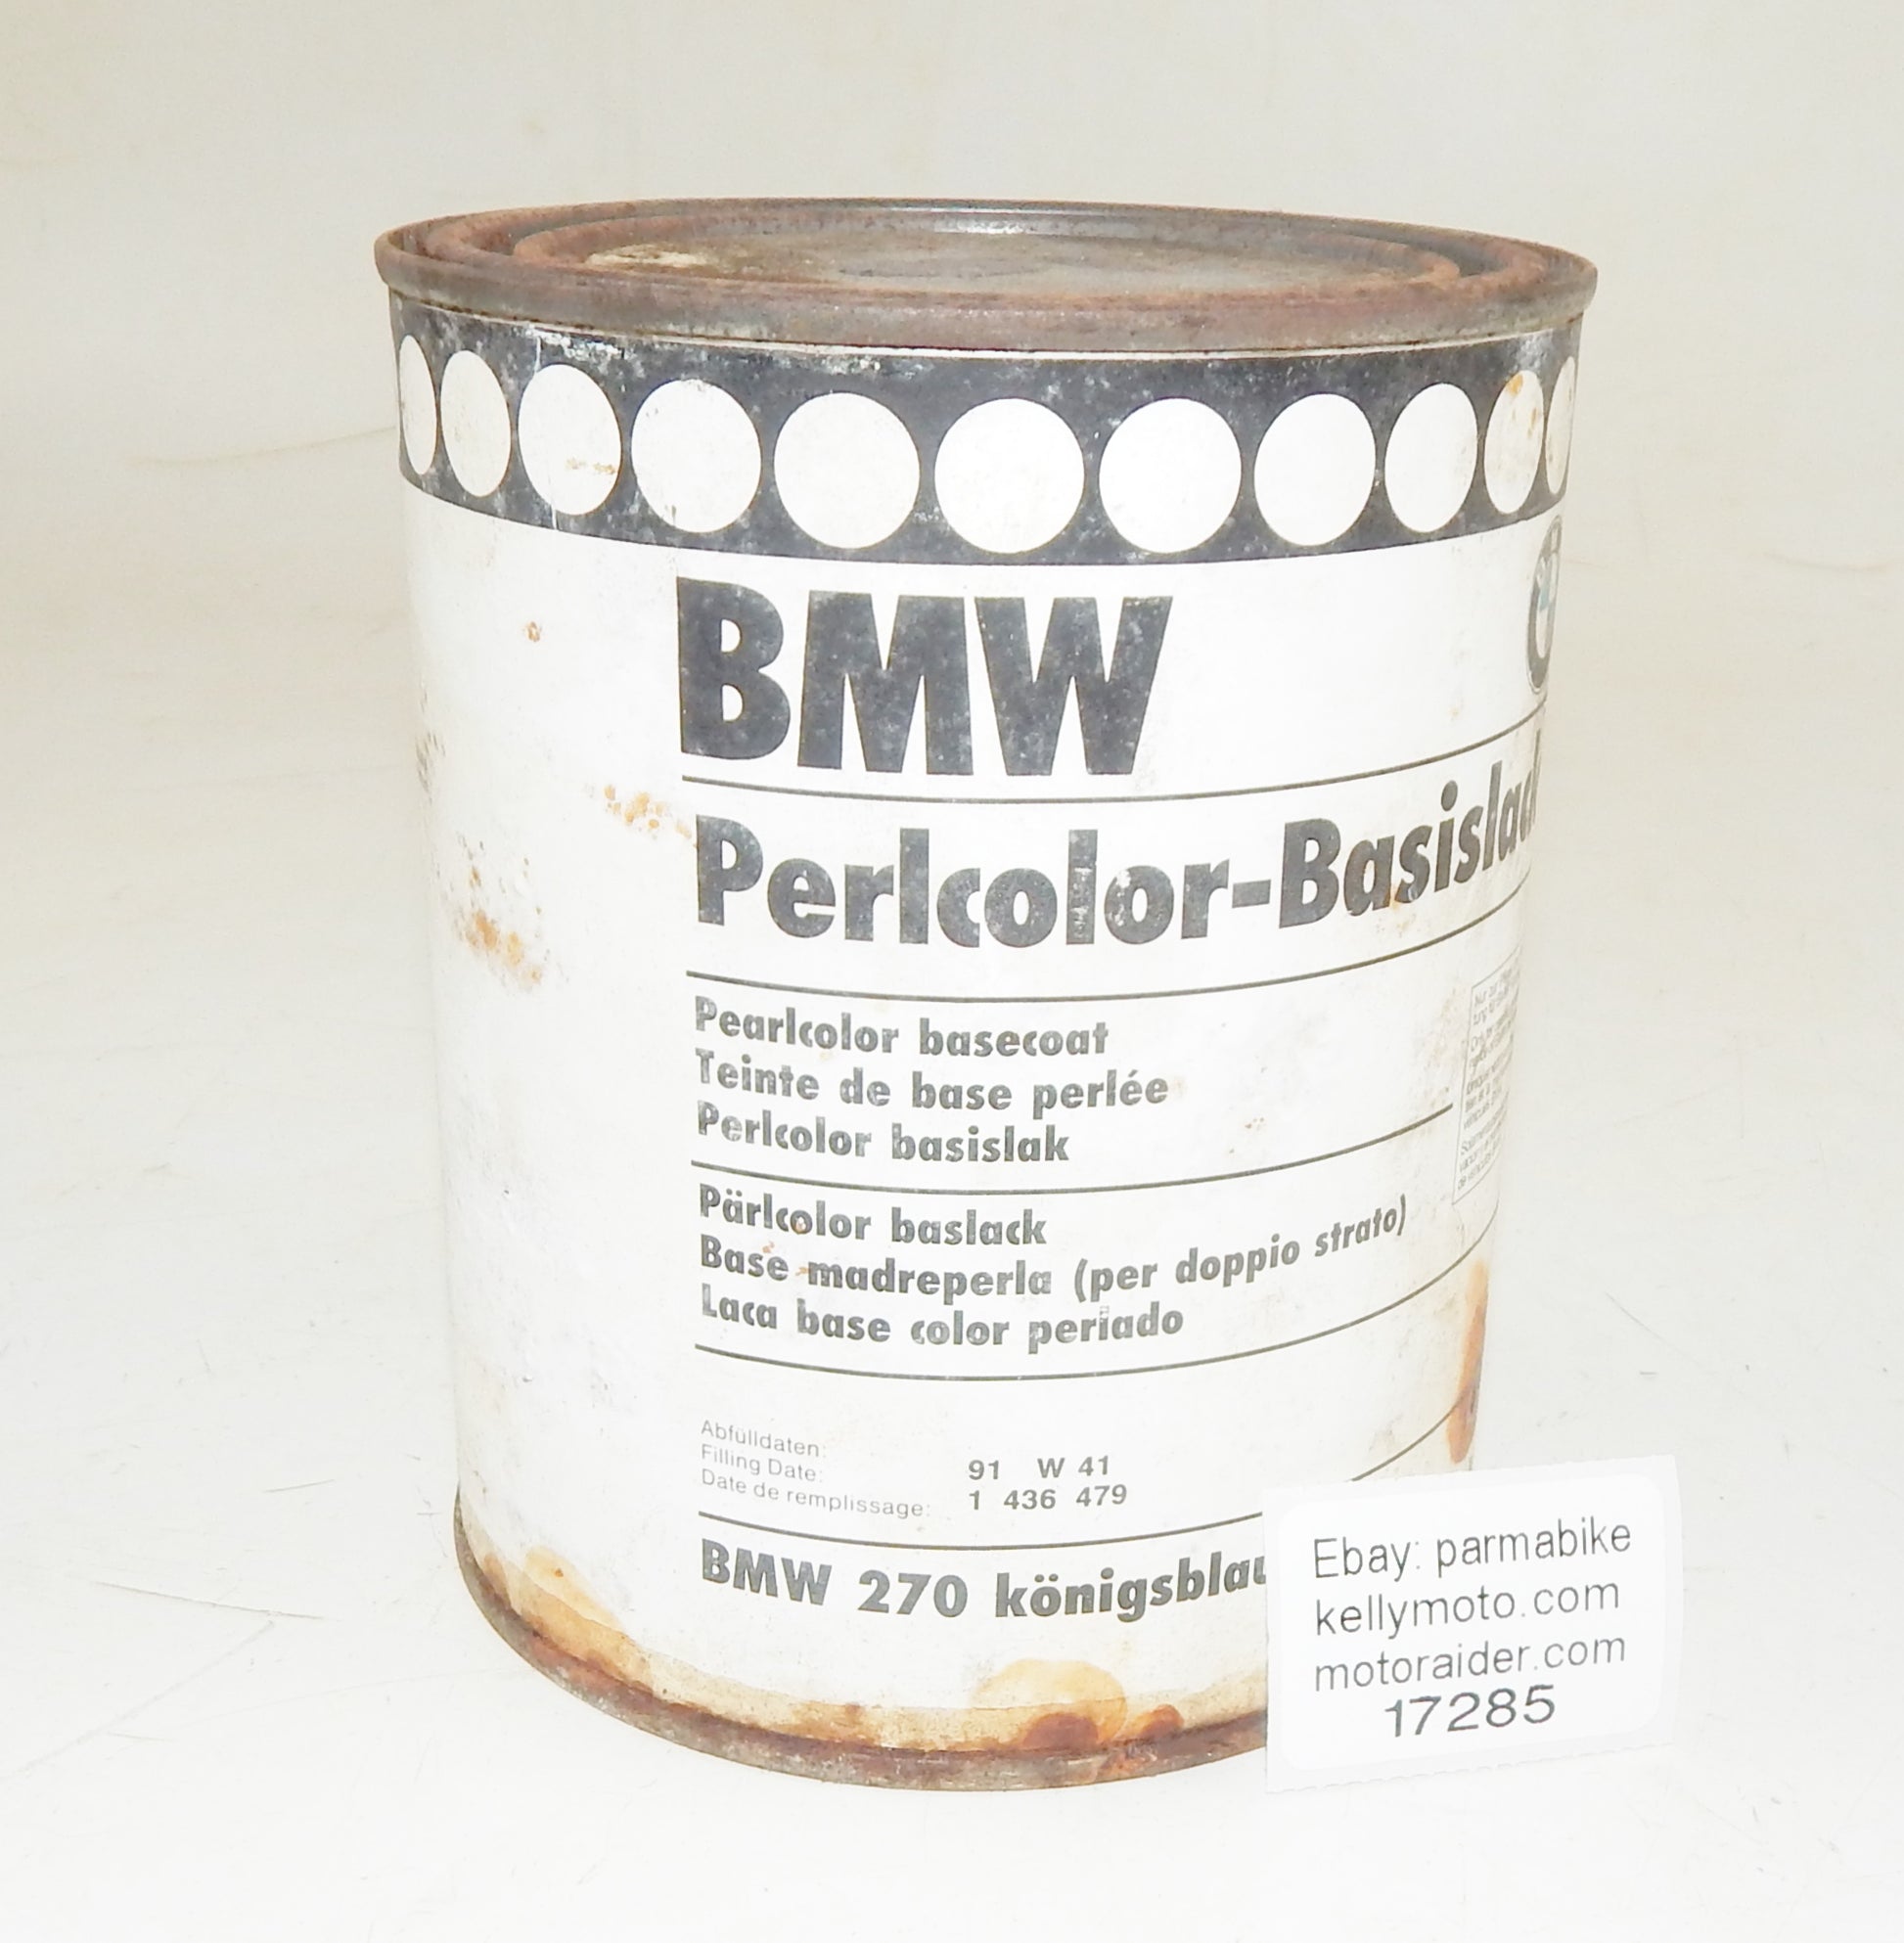 BMW
Perlcolor-Basislack
Pearlcolor basecoat
Teinte de base perlée
Perlcolor basislak
Pärlcolor baslack
Base madreperla (per doppio strato)
Laca base color periado
Abfülldaten:
Filling Date:
Date de remplissage:
91 W 41
1 436 479
BMW 270 königsblau
Ebay: parmabike
kellymoto.com
motoraider.com
17285